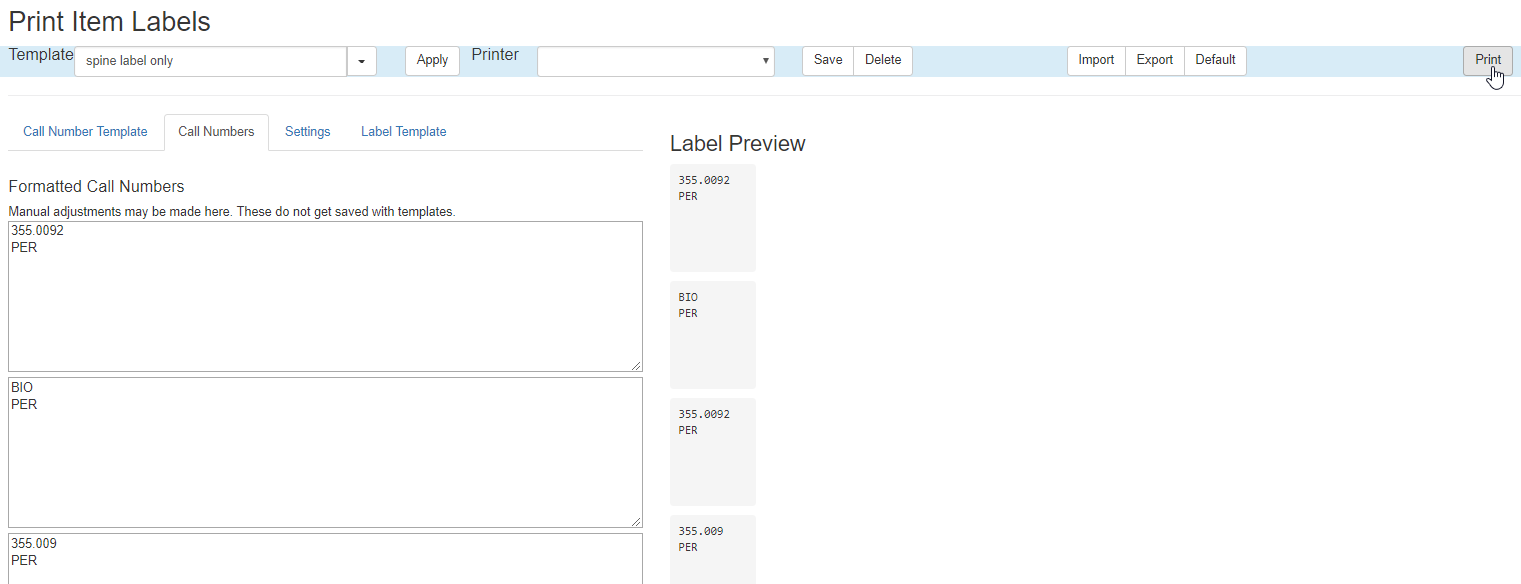 Print Item Labels
Template spine label only Apply Printer Save Delete Import Export Default Print
Call Number Template Call Numbers Settings Label Template
Label Preview
Formatted Call Numbers
Manual adjustments may be made here. These do not get saved with templates.
355.0092
PER
BIO
PER
355.009
PER
355.0092
PER
BIO
PER
355.0092
PER
355.009
PER